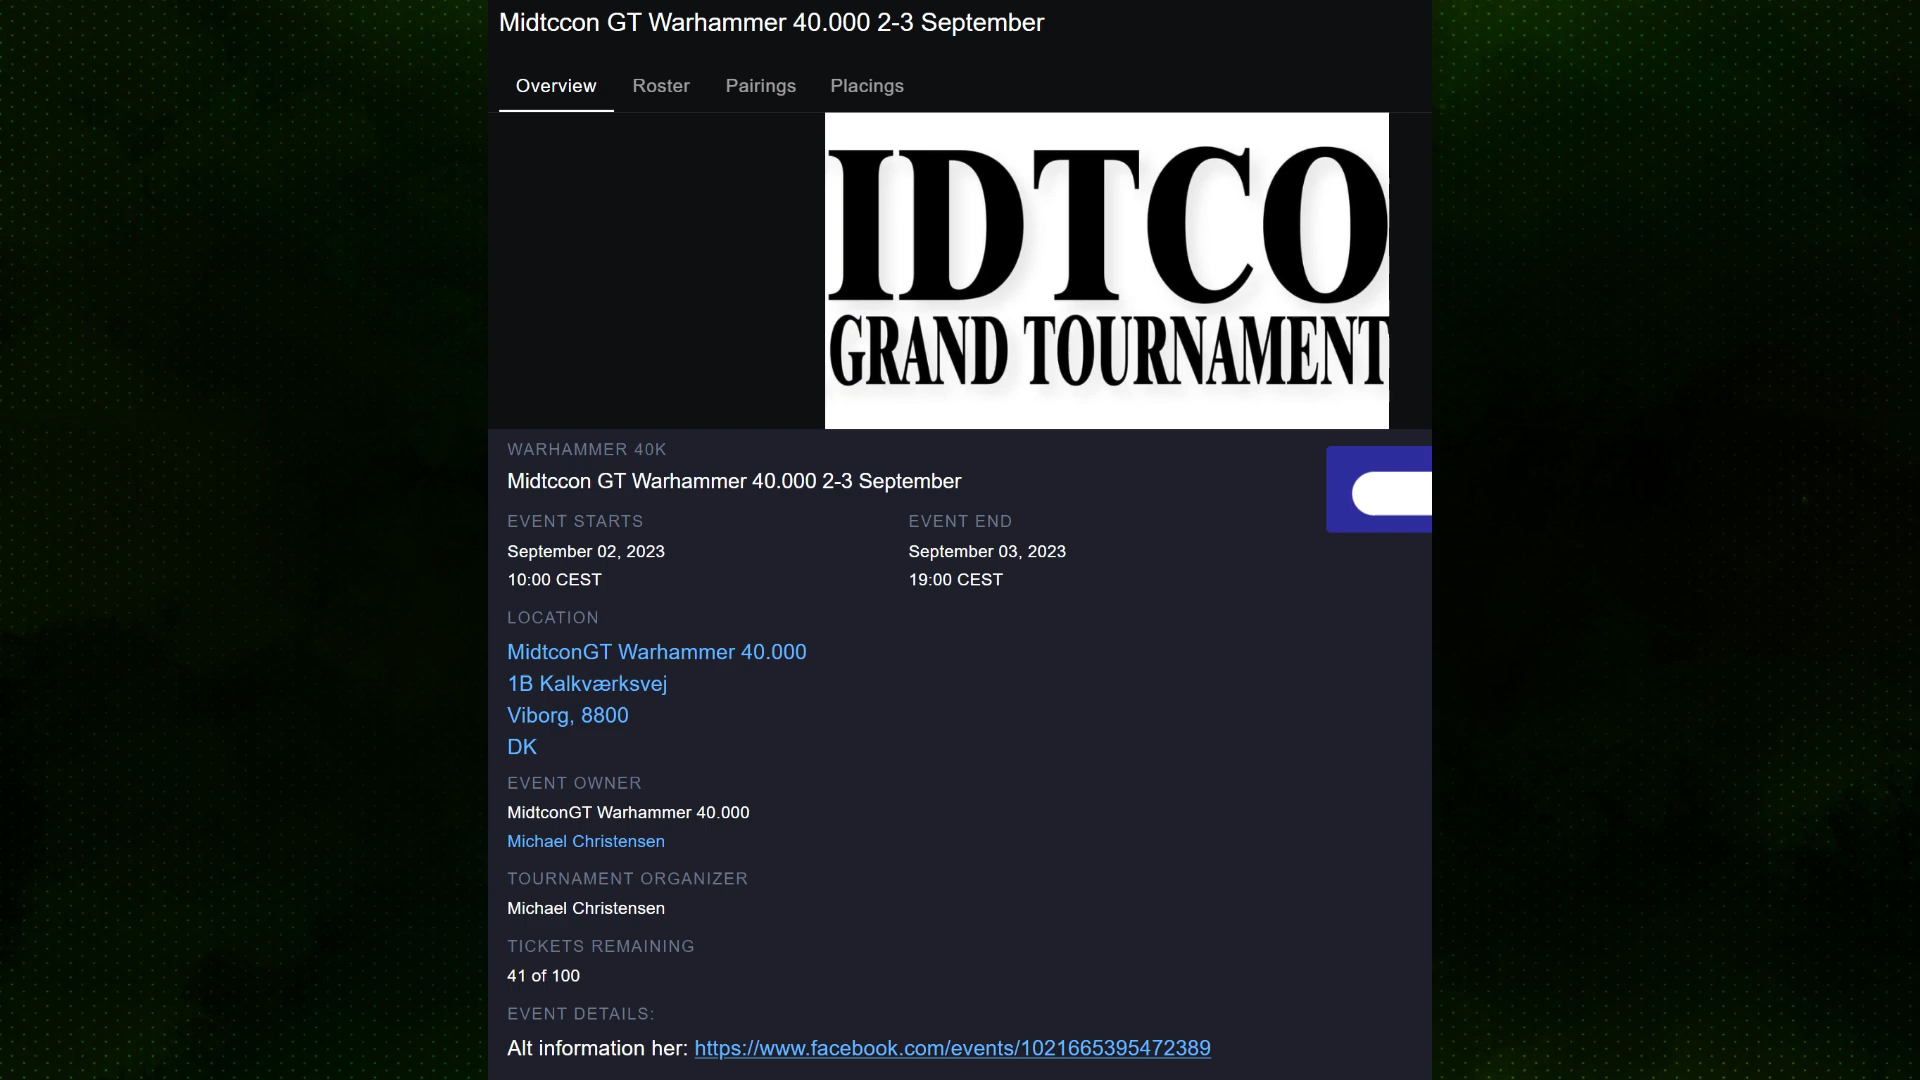 Midtccon GT Warhammer 40.000 2-3 September
Overview Roster Pairings Placings
IDTCO
GRAND TOURNAMENT
WARHAMMER 40K
Midtccon GT Warhammer 40.000 2-3 September
EVENT STARTS EVENT END
September 02, 2023 September 03, 2023
10:00 CEST 19:00 CEST
LOCATION
MidtconGT Warhammer 40.000
1B Kalkværksvej
Viborg, 8800
DK
EVENT OWNER
MidtconGT Warhammer 40.000
Michael Christensen
TOURNAMENT ORGANIZER
Michael Christensen
TICKETS REMAINING
41 of 100
EVENT DETAILS:
Alt information her: https://www.facebook.com/events/1021665395472389